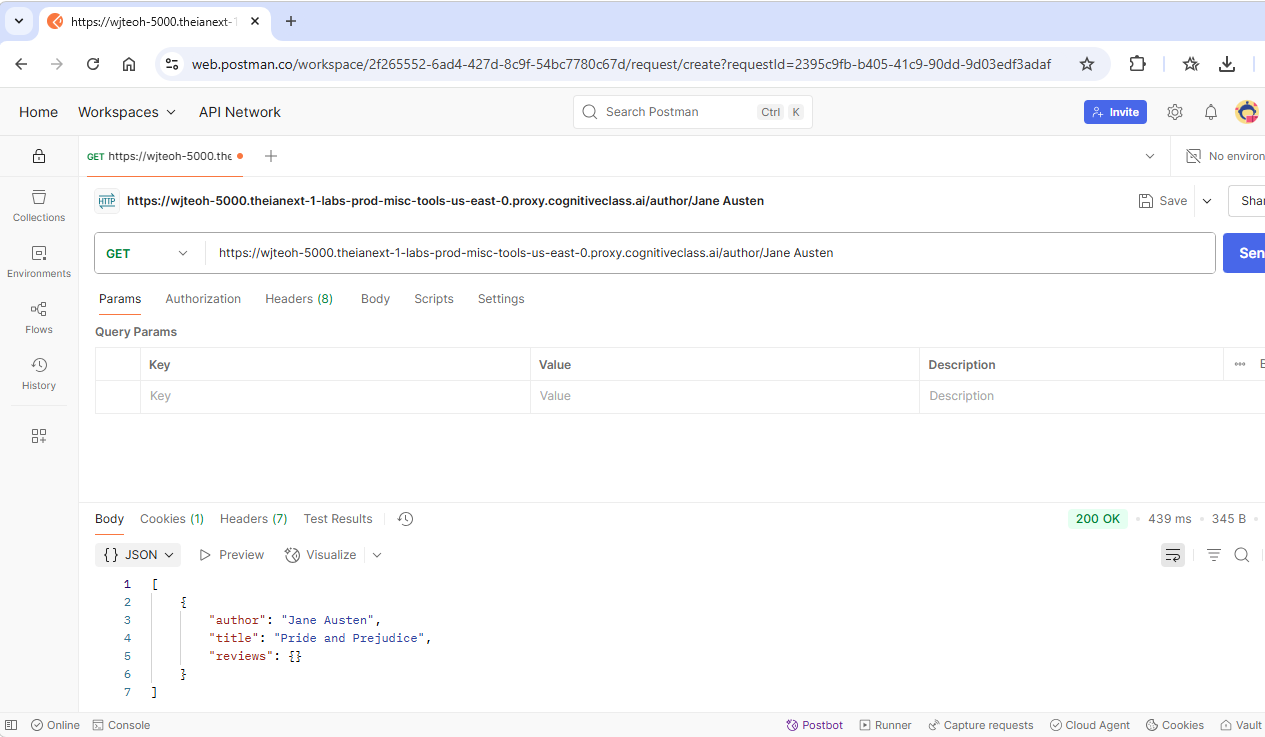 https://wjteoh-5000.theianext-1
web.postman.co/workspace/2f265552-6ad4-427d-8c9f-54bc7780c67d/request/create?requestId=2395c9fb-b405-41c9-90dd-9d03edf3adaf
Home Workspaces API Network Search Postman Ctrl K Invite
GET https://wjteoh-5000.the No environ
Collections
Environments
Flows
History
HTTP https://wjteoh-5000.theianext-1-labs-prod-misc-tools-us-east-0.proxy.cognitiveclass.ai/author/Jane Austen Save Shar
GET https://wjteoh-5000.theianext-1-labs-prod-misc-tools-us-east-0.proxy.cognitiveclass.ai/author/Jane Austen Sen
Params Authorization Headers (8) Body Scripts Settings
Query Params
Key Value Description
Key Value Description
Body Cookies (1) Headers (7) Test Results 200 OK 439 ms 345 B
{} JSON Preview Visualize
1 [
2 {
3 "author": "Jane Austen",
4 "title": "Pride and Prejudice",
5 "reviews": {}
6 }
7 ]
Online Console Postbot Runner Capture requests Cloud Agent Cookies Vault